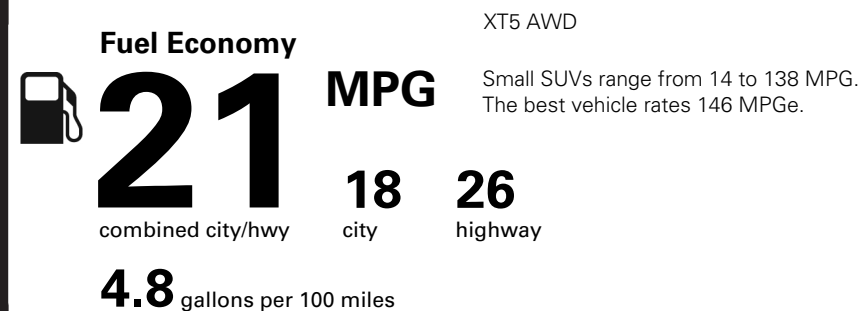 XT5 AWD
Fuel Economy
21 MPG
Small SUVs range from 14 to 138 MPG.
The best vehicle rates 146 MPGe.
18 26
combined city/hwy city highway
4.8 gallons per 100 miles